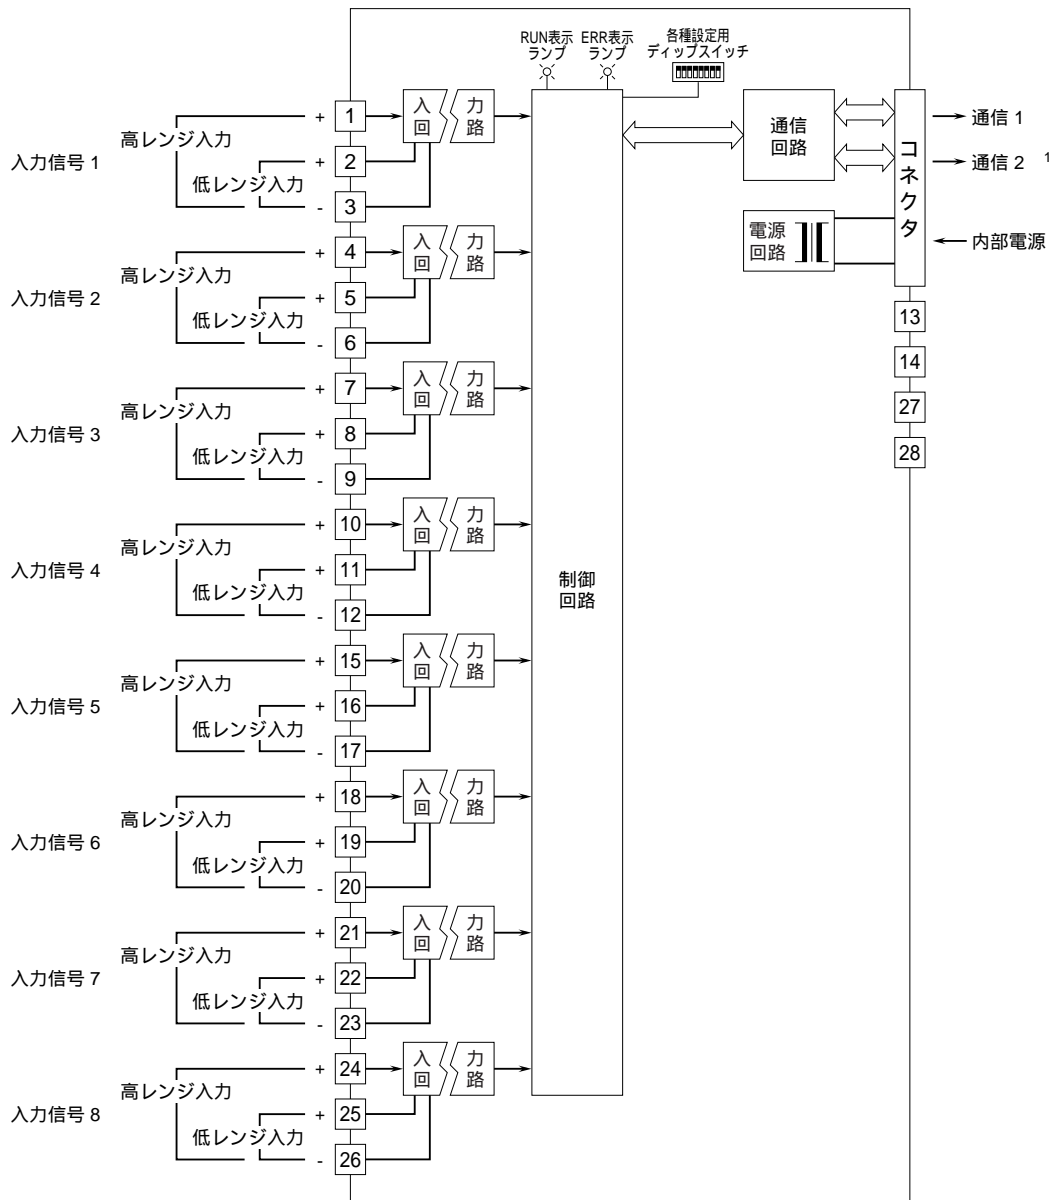 RUN表示
ランプ
ERR表示
ランプ
各種設定用
ディップスイッチ
入力信号 1
高レンジ入力
低レンジ入力
+ 1
+ 2
- 3
入 力
回 路
入力信号 2
高レンジ入力
低レンジ入力
+ 4
+ 5
- 6
入 力
回 路
入力信号 3
高レンジ入力
低レンジ入力
+ 7
+ 8
- 9
入 力
回 路
入力信号 4
高レンジ入力
低レンジ入力
+ 10
+ 11
- 12
入 力
回 路
入力信号 5
高レンジ入力
低レンジ入力
+ 15
+ 16
- 17
入 力
回 路
入力信号 6
高レンジ入力
低レンジ入力
+ 18
+ 19
- 20
入 力
回 路
入力信号 7
高レンジ入力
低レンジ入力
+ 21
+ 22
- 23
入 力
回 路
入力信号 8
高レンジ入力
低レンジ入力
+ 24
+ 25
- 26
入 力
回 路
制御
回路
通信
回路
電源
回路
コネクタ
通信 1
通信 2 1
内部電源
13
14
27
28